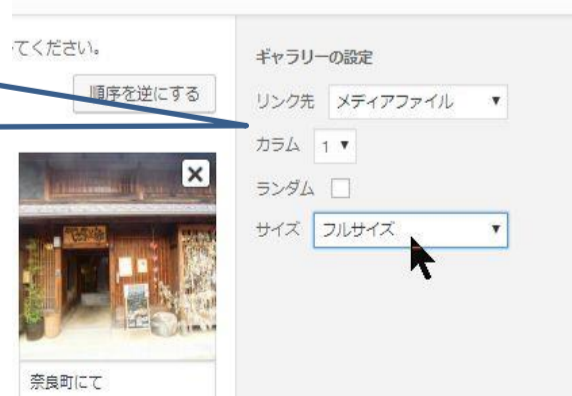 てください。
順序を逆にする
奈良町にて
ギャラリーの設定
リンク先 メディアファイル
カラム 1
ランダム
サイズ フルサイズ